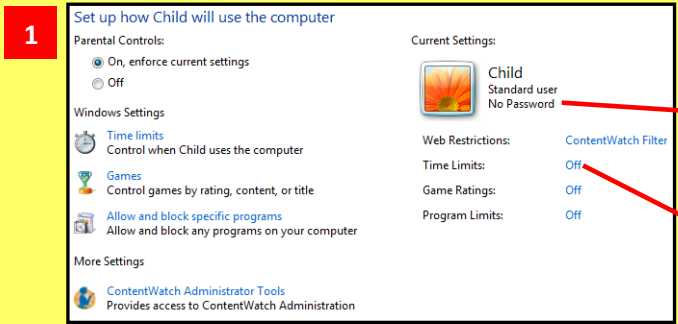 1
Set up how Child will use the computer
Parental Controls:
On, enforce current settings
Off
Windows Settings
Time limits
Control when Child uses the computer
Games
Control games by rating, content, or title
Allow and block specific programs
Allow and block any programs on your computer
More Settings
ContentWatch Administrator Tools
Provides access to ContentWatch Administration
Current Settings:
Child
Standard user
No Password
Web Restrictions: ContentWatch Filter
Time Limits: Off
Game Ratings: Off
Program Limits: Off